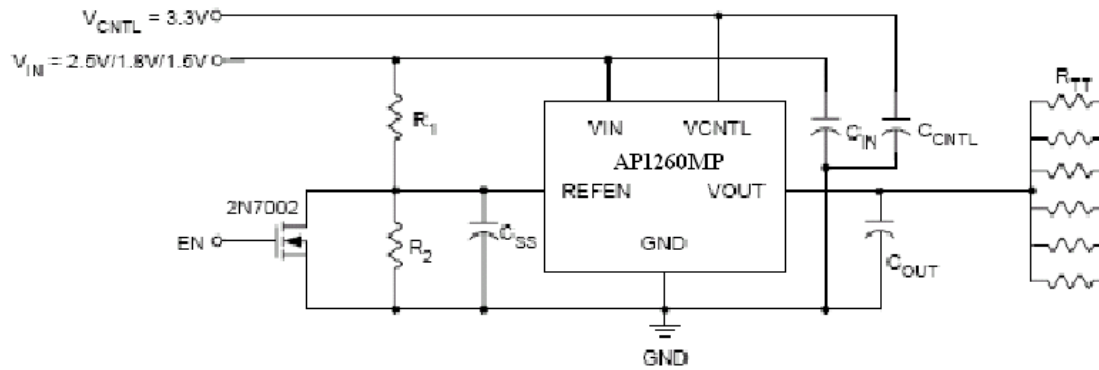 VCNTL = 3.3V
VIN = 2.5V/1.8V/1.5V
R1
VIN VCNTL
CIN
CCNTL
RTT
AP1260MP
2N7002
REFEN VOUT
EN
R2
CSS
GND
COUT
GND